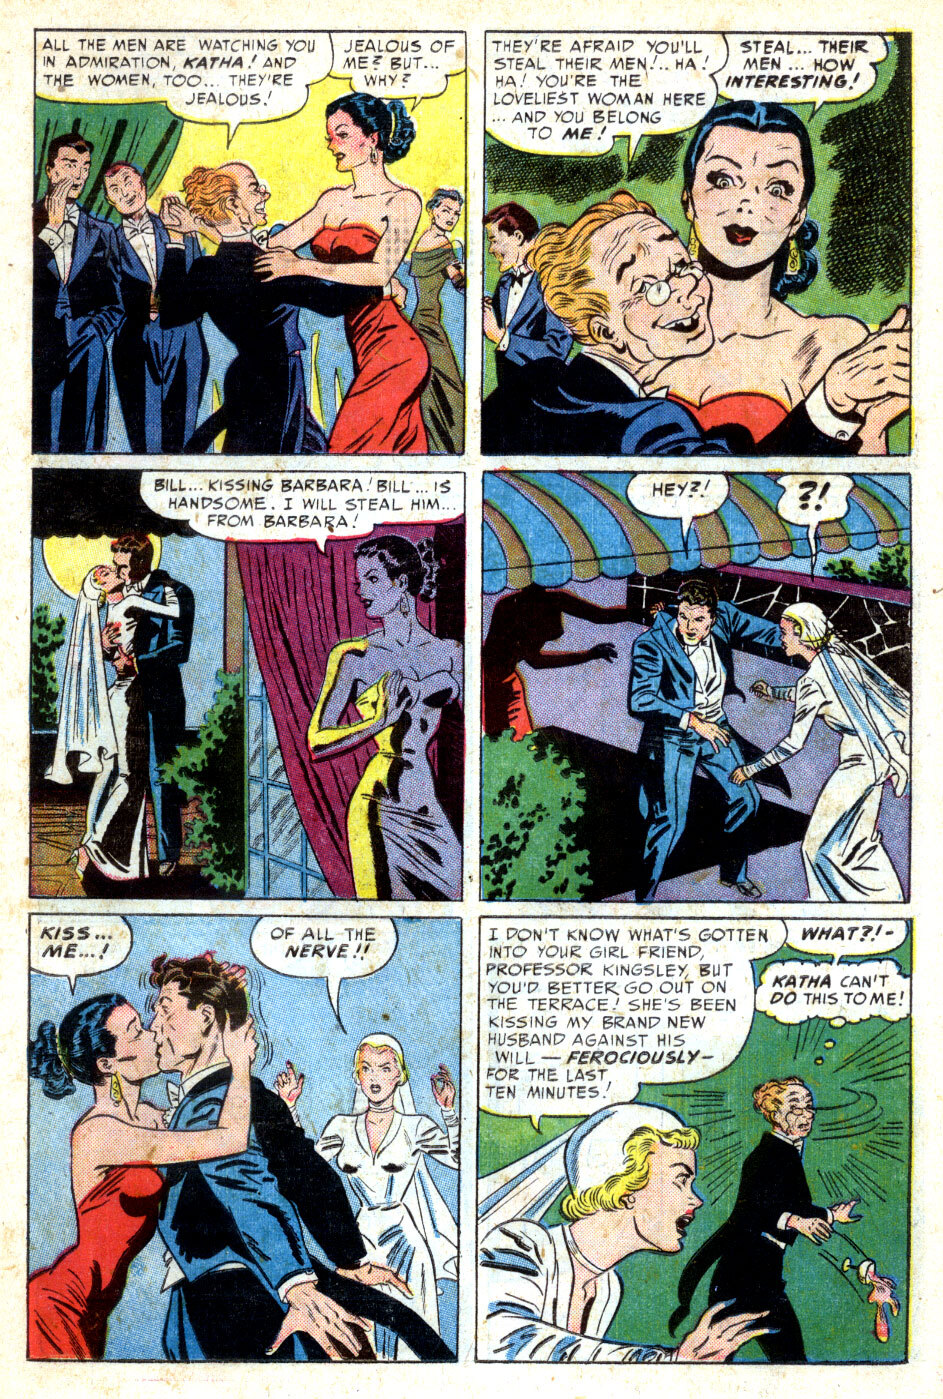 ALL THE MEN ARE WATCHING YOU
IN ADMIRATION, KATHA! AND
THE WOMEN, TOO... THEY'RE
JEALOUS!
JEALOUS OF
ME? BUT...
WHY?
THEY'RE AFRAID YOU'LL
STEAL THEIR MEN!.. HA!
HA! YOU'RE THE
LOVELIEST WOMAN HERE
... AND YOU BELONG
TO ME!
STEAL... THEIR
MEN... HOW
INTERESTING!
BILL... KISSING BARBARA! BILL... IS
HANDSOME. I WILL STEAL HIM...
FROM BARBARA!
HEY?!
?!
KISS...
ME...!
OF ALL THE
NERVE!!
I DON'T KNOW WHAT'S GOTTEN
INTO YOUR GIRL FRIEND,
PROFESSOR KINGSLEY, BUT
YOU'D BETTER GO OUT ON
THE TERRACE! SHE'S BEEN
KISSING MY BRAND NEW
HUSBAND AGAINST HIS
WILL — FEROCIOUSLY—
FOR THE LAST
TEN MINUTES!
WHAT?!-
KATHA CAN'T
DO THIS TO ME!